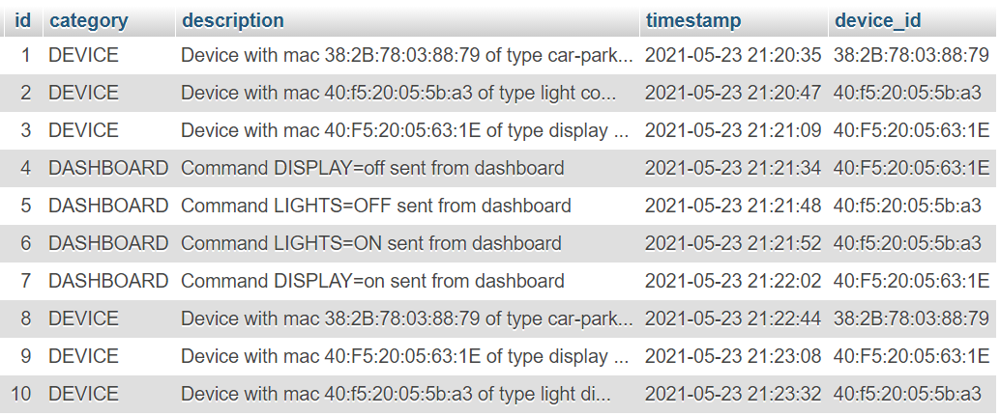 id category description timestamp device_id
1 DEVICE Device with mac 38:2B:78:03:88:79 of type car-park... 2021-05-23 21:20:35 38:2B:78:03:88:79
2 DEVICE Device with mac 40:f5:20:05:5b:a3 of type light co... 2021-05-23 21:20:47 40:f5:20:05:5b:a3
3 DEVICE Device with mac 40:F5:20:05:63:1E of type display ... 2021-05-23 21:21:09 40:F5:20:05:63:1E
4 DASHBOARD Command DISPLAY=off sent from dashboard 2021-05-23 21:21:34 40:F5:20:05:63:1E
5 DASHBOARD Command LIGHTS=OFF sent from dashboard 2021-05-23 21:21:48 40:f5:20:05:5b:a3
6 DASHBOARD Command LIGHTS=ON sent from dashboard 2021-05-23 21:21:52 40:f5:20:05:5b:a3
7 DASHBOARD Command DISPLAY=on sent from dashboard 2021-05-23 21:22:02 40:F5:20:05:63:1E
8 DEVICE Device with mac 38:2B:78:03:88:79 of type car-park... 2021-05-23 21:22:44 38:2B:78:03:88:79
9 DEVICE Device with mac 40:F5:20:05:63:1E of type display ... 2021-05-23 21:23:08 40:F5:20:05:63:1E
10 DEVICE Device with mac 40:f5:20:05:5b:a3 of type light di... 2021-05-23 21:23:32 40:f5:20:05:5b:a3